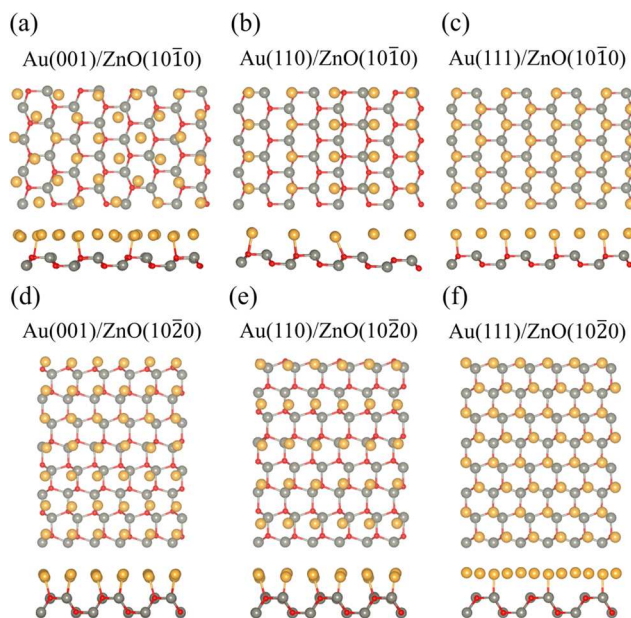 (a)
Au(001)/ZnO(101̅0)
(b)
Au(110)/ZnO(101̅0)
(c)
Au(111)/ZnO(101̅0)
(d)
Au(001)/ZnO(102̅0)
(e)
Au(110)/ZnO(102̅0)
(f)
Au(111)/ZnO(102̅0)